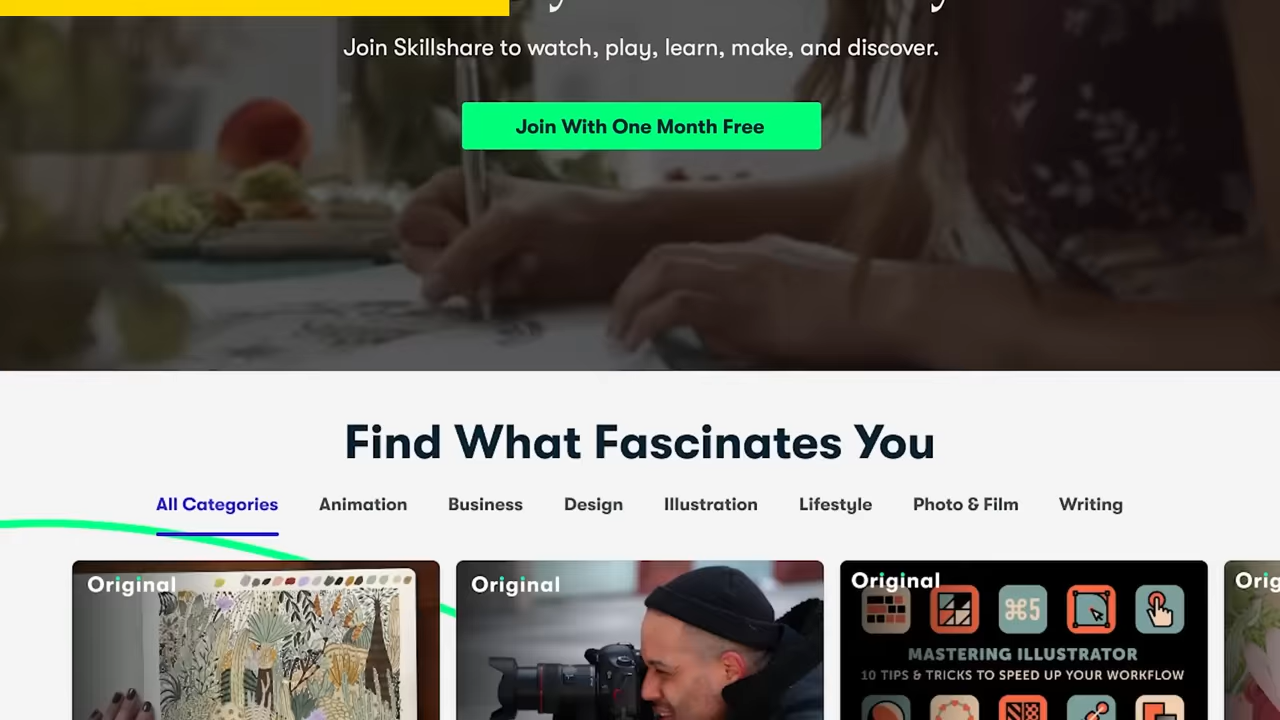 Join Skillshare to watch, play, learn, make, and discover.
Join With One Month Free
Find What Fascinates You
All Categories Animation Business Design Illustration Lifestyle Photo & Film Writing
Original Original Original
⌘5
MASTERING ILLUSTRATOR
10 TIPS & TRICKS TO SPEED UP YOUR WORKFLOW